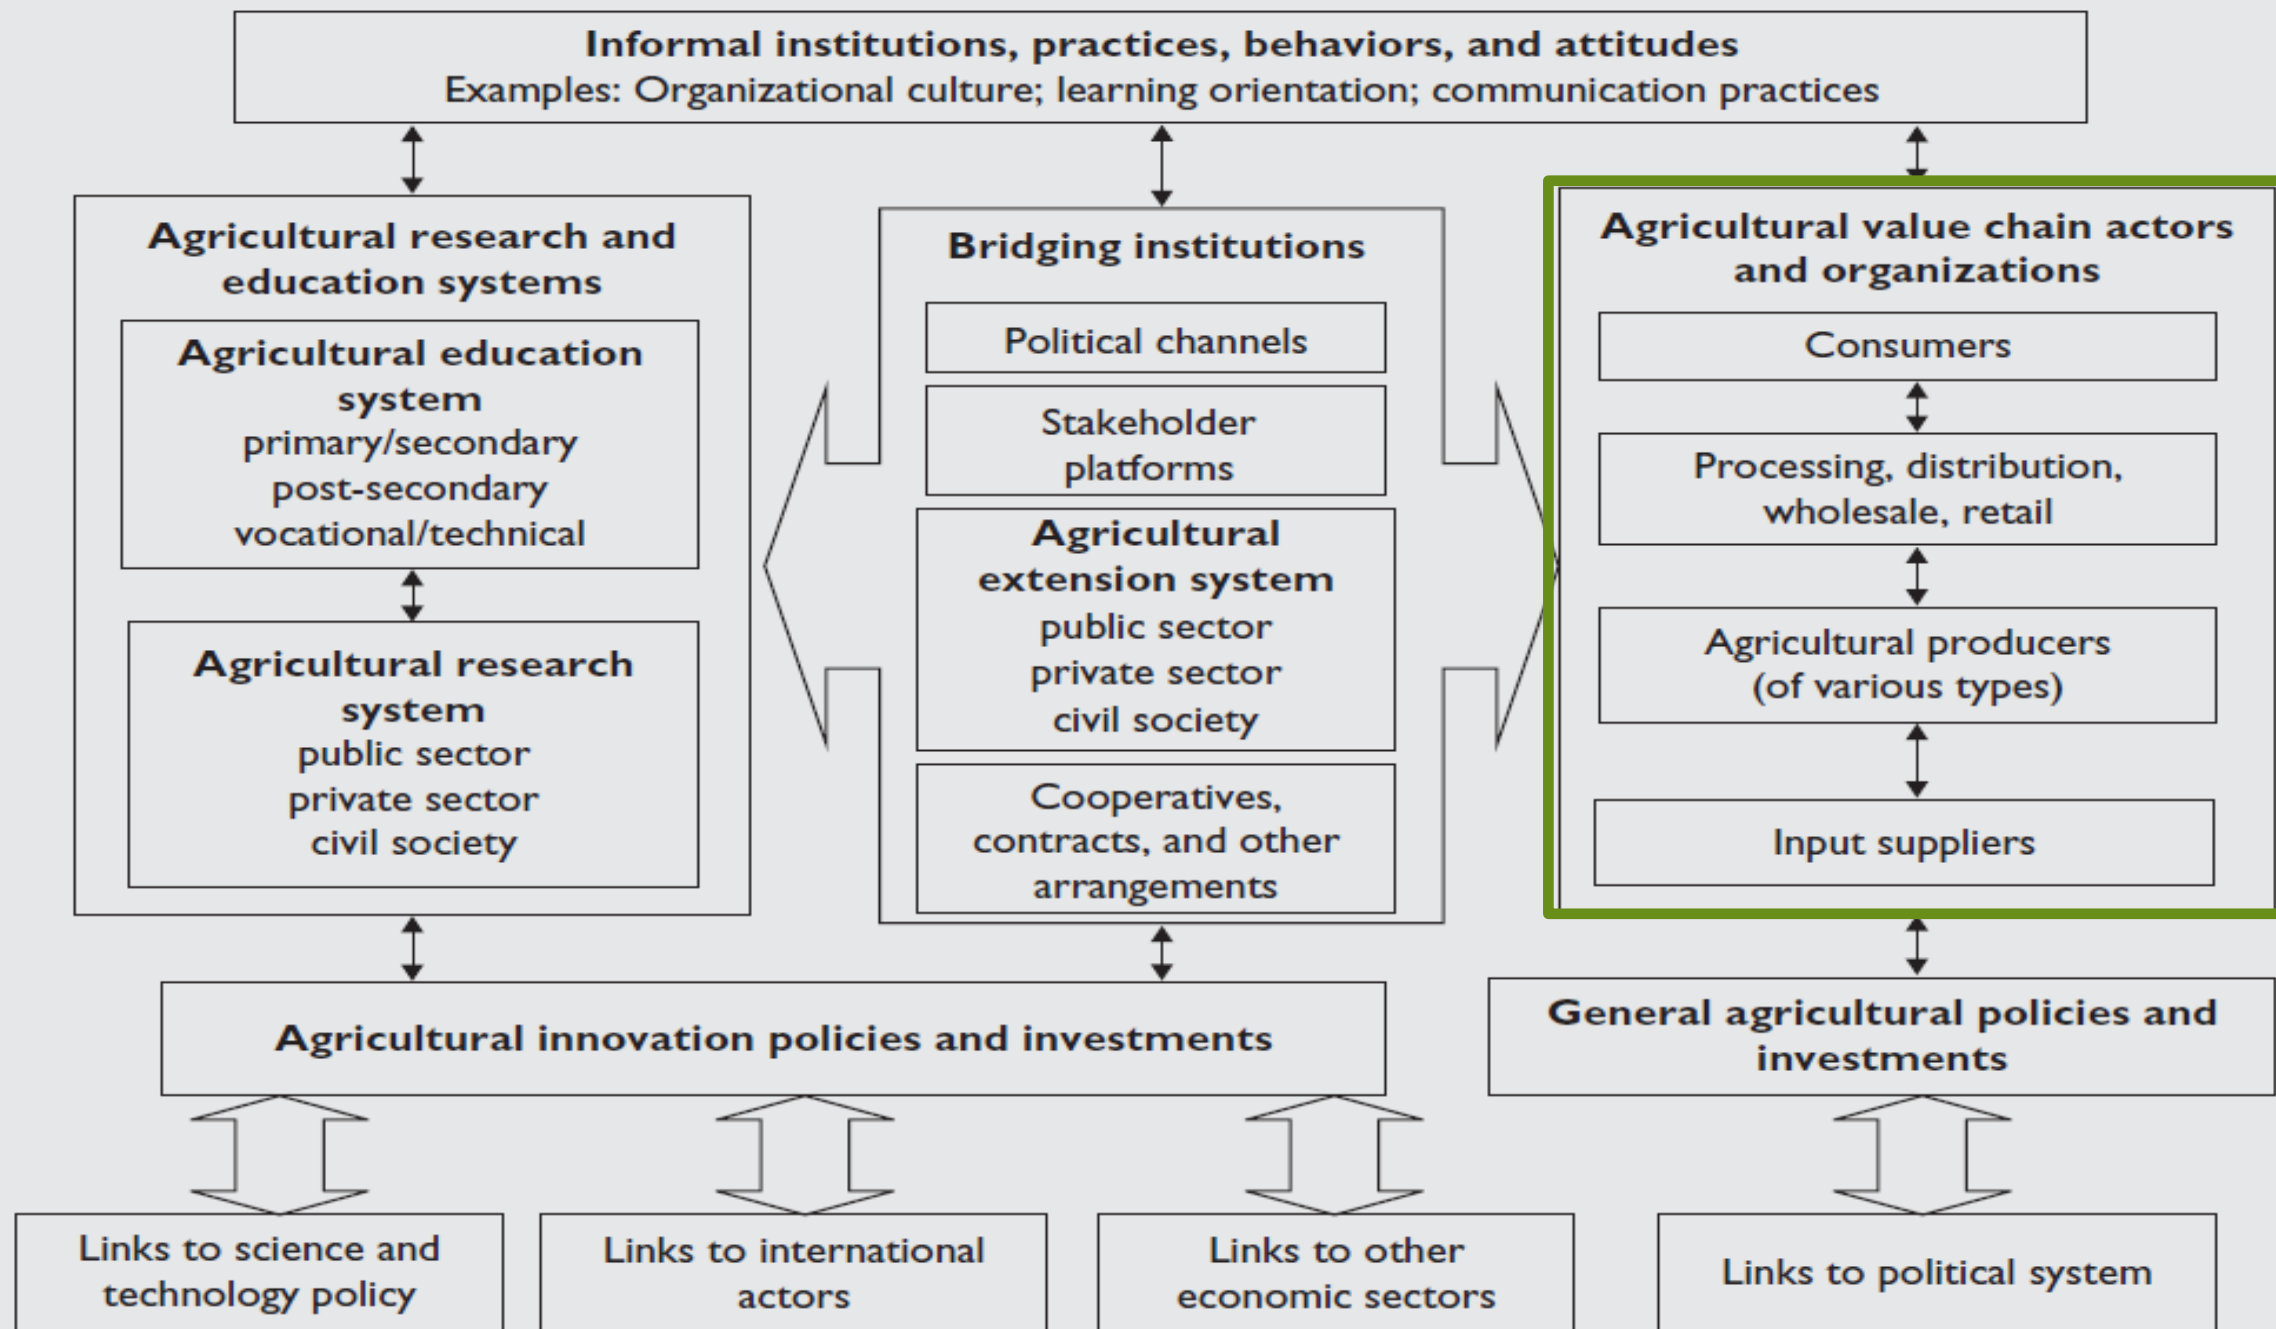 Informal institutions, practices, behaviors, and attitudes
Examples: Organizational culture; learning orientation; communication practices
Agricultural research and
education systems
Agricultural education
system
primary/secondary
post-secondary
vocational/technical
Agricultural research
system
public sector
private sector
civil society
Bridging institutions
Political channels
Stakeholder
platforms
Agricultural
extension system
public sector
private sector
civil society
Cooperatives,
contracts, and other
arrangements
Agricultural value chain actors
and organizations
Consumers
Processing, distribution,
wholesale, retail
Agricultural producers
(of various types)
Input suppliers
Agricultural innovation policies and investments
General agricultural policies and
investments
Links to science and
technology policy
Links to international
actors
Links to other
economic sectors
Links to political system